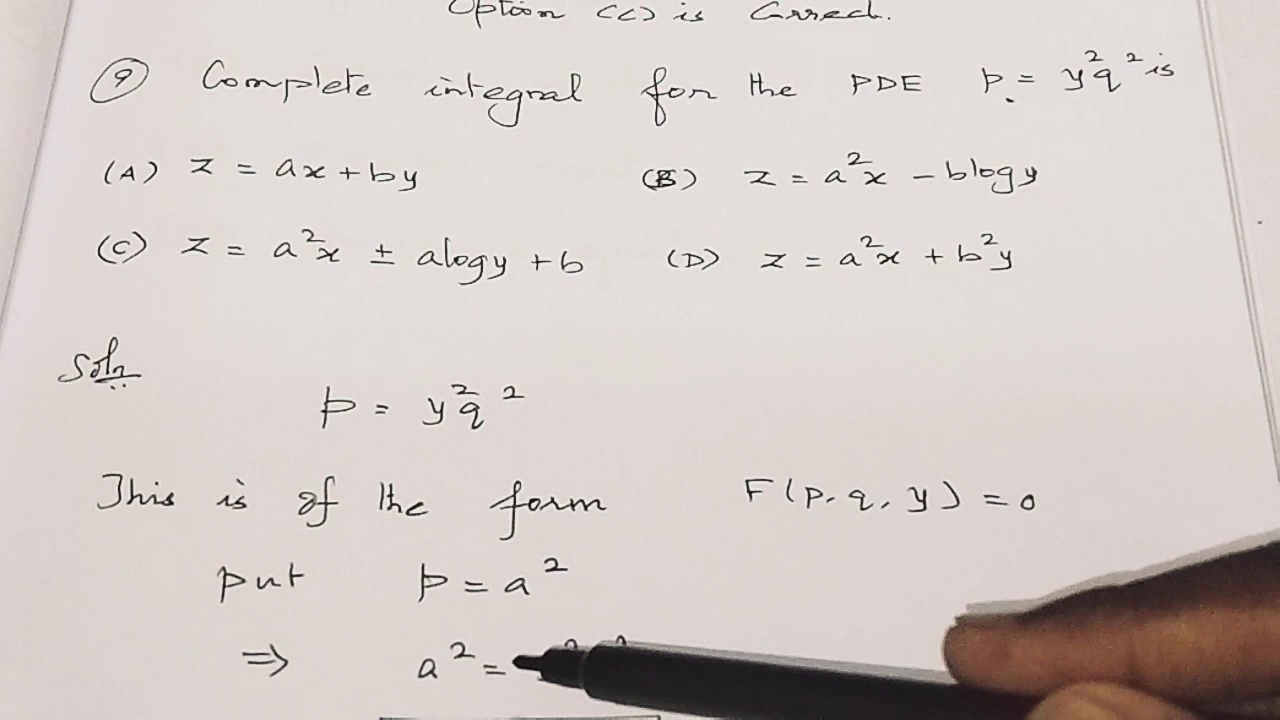 Option (C) is Correct.
(9) Complete integral for the PDE p = y²q² is
(A) z = ax + by (B) z = a²x - blogy
(C) z = a²x ± alogy + b (D) z = a²x + b²y
Soln
p = y²q²
This is of the form F(p, q, y) = 0
put p = a²
⇒ a² =